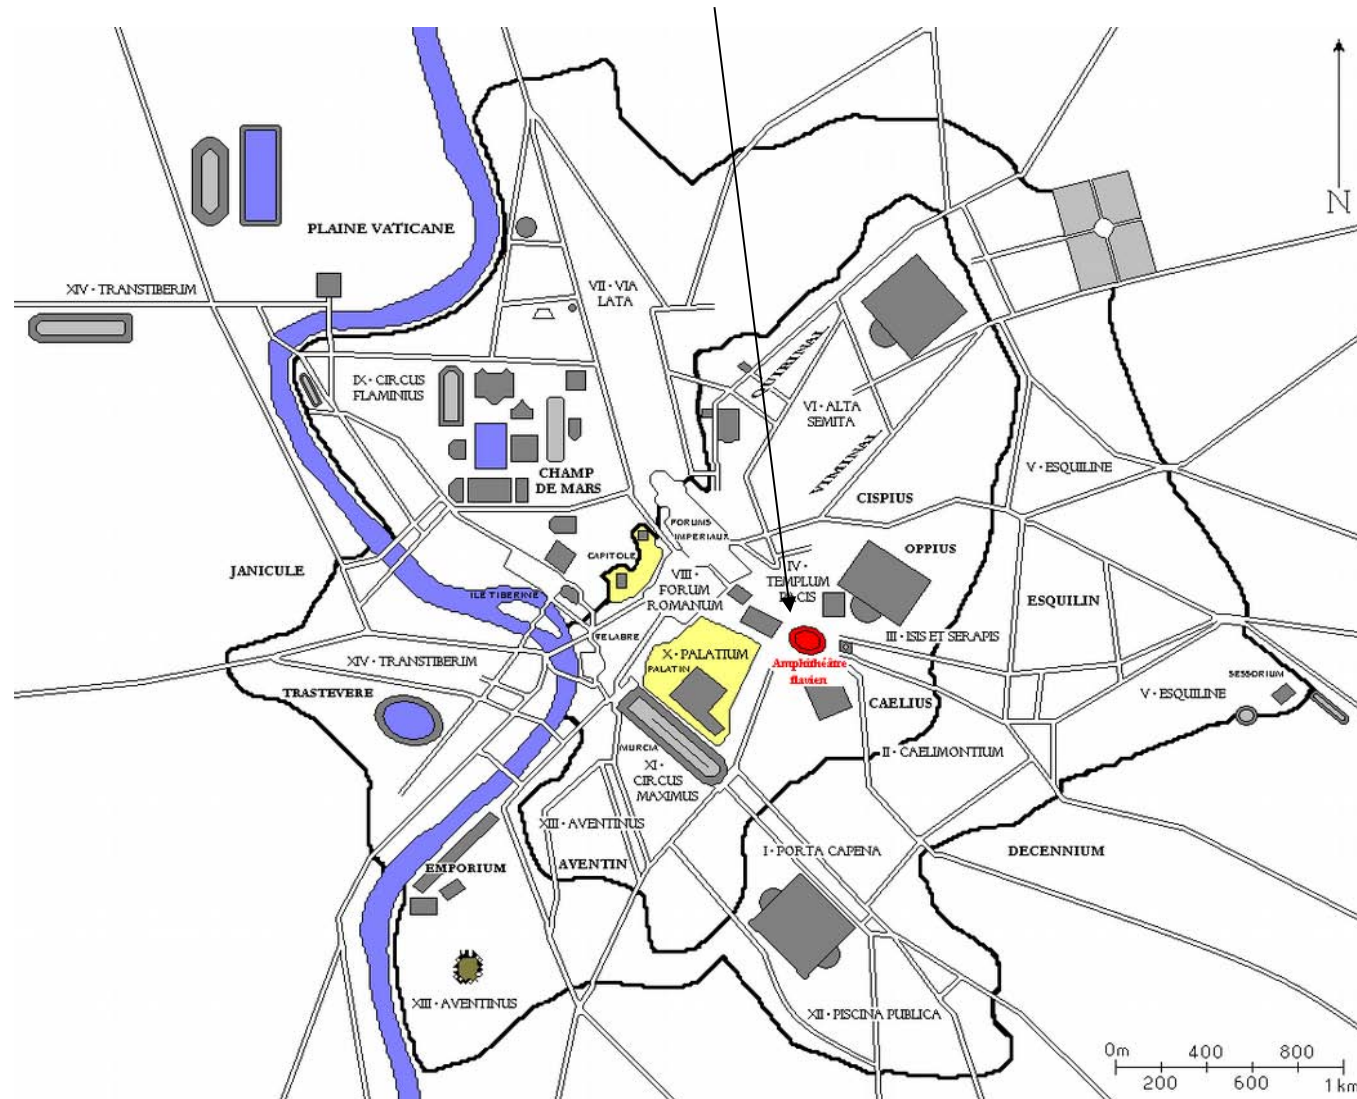 N
PLAINE VATICANE
XIV · TRANSTIBERIM
VII · VIA
LATA
IX · CIRCUS
FLAMINIUS
QUIRINAL
VI · ALTA
SEMITA
VIMINAL
V · ESQUILINE
CHAMP
DE MARS
CISPIUS
FORUMS
IMPERIAUX
OPPIUS
CAPITOLE
JANICULE
VIII ·
FORUM
ROMANUM
IV ·
TEMPLUM
PACIS
ILE TIBERINE
ESQUILIN
VELABRE
III · ISIS ET SERAPIS
XIV · TRANSTIBERIM
X · PALATIUM
PALATIN
Amphithéâtre
flavien
SESSORIUM
TRASTEVERE
V · ESQUILINE
CAELIUS
MURCIA
XI ·
CIRCUS
MAXIMUS
II · CAELIMONTIUM
XIII · AVENTINUS
I · PORTA CAPENA
DECENNIUM
EMPORIUM
AVENTIN
XIII · AVENTINUS
XII · PISCINA PUBLICA
0m 400 800
200 600 1 km